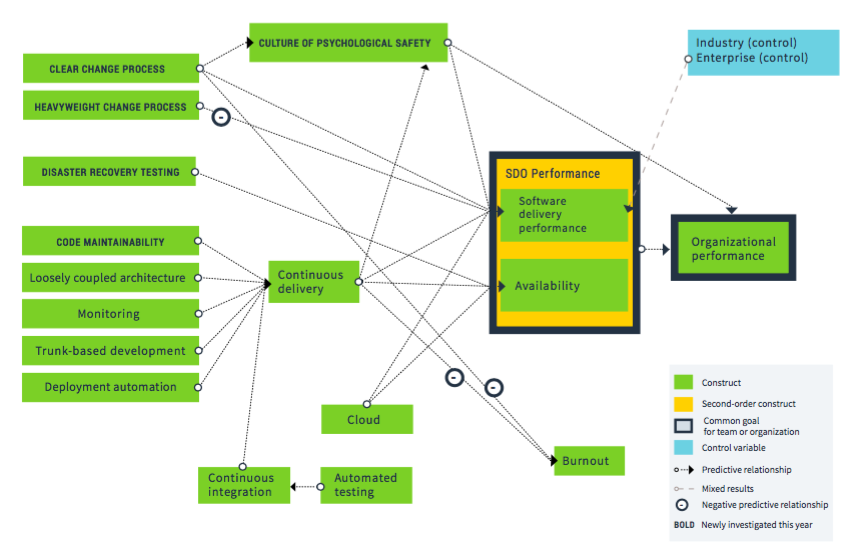 CULTURE OF PSYCHOLOGICAL SAFETY
Industry (control)
Enterprise (control)
CLEAR CHANGE PROCESS
HEAVYWEIGHT CHANGE PROCESS
-
DISASTER RECOVERY TESTING
SDO Performance
Software
delivery
performance
Organizational
performance
CODE MAINTAINABILITY
Loosely coupled architecture
Continuous
delivery
Availability
Monitoring
Trunk-based development
Deployment automation
-
-
Cloud
Burnout
Continuous
integration
Automated
testing
Construct
Second-order construct
Common goal
for team or organization
Control variable
Predictive relationship
Mixed results
- Negative predictive relationship
BOLD Newly investigated this year